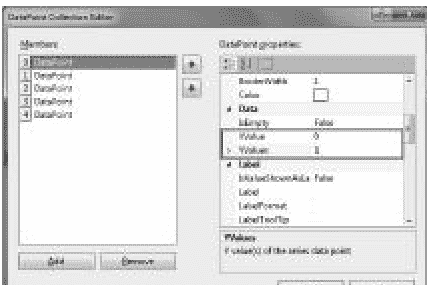 DataPoint Collection Editor
Members
DataPoint properties:
0 DataPoint
1 DataPoint
2 DataPoint
3 DataPoint
4 DataPoint
BorderWidth 1
Color
Data
IsEmpty False
XValue 0
YValues
Label
IsValueShownAsLa False
Label
LabelFormat
LabelToolTip
YValues
Y value(s) of the series data point
Add
Remove